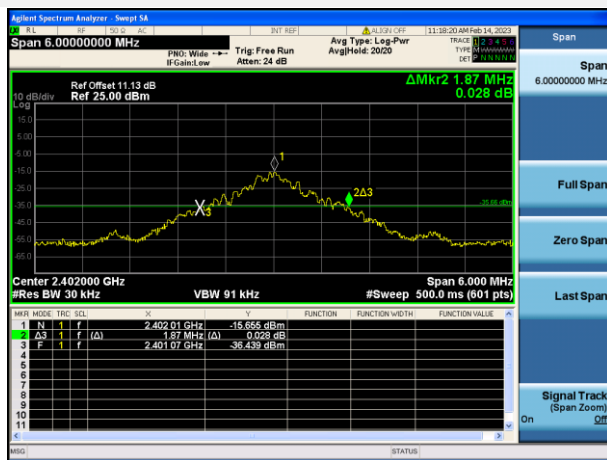 Agilent Spectrum Analyzer - Swept SA
RL RF 50 Ω AC INT REF ALIGN OFF 11:18:20 AM Feb 14, 2023
Span 6.00000000 MHz
PNO: Wide Trig: Free Run
IFGain:Low Atten: 24 dB
Avg Type: Log-Pwr
Avg|Hold: 20/20
TRACE 1 2 3 4 5 6
TYPE
DET P N N N N N
ΔMkr2 1.87 MHz
0.028 dB
Ref Offset 11.13 dB
10 dB/div Ref 25.00 dBm
Log
15.0
5.00
-5.00
-15.0
-25.0
-35.0
-45.0
-55.0
-65.0
1
2Δ3
3
-35.66 dBm
Center 2.402000 GHz Span 6.000 MHz
#Res BW 30 kHz VBW 91 kHz #Sweep 500.0 ms (601 pts)
MKR MODE TRC SCL X Y FUNCTION FUNCTION WIDTH FUNCTION VALUE
1 N 1 f 2.402 01 GHz -15.655 dBm
2 Δ3 1 f (Δ) 1.87 MHz (Δ) 0.028 dB
3 F 1 f 2.401 07 GHz -36.439 dBm
4
5
6
7
8
9
10
11
MSG STATUS
Span
Span
6.00000000 MHz
Full Span
Zero Span
Last Span
Signal Track
(Span Zoom)
On Off